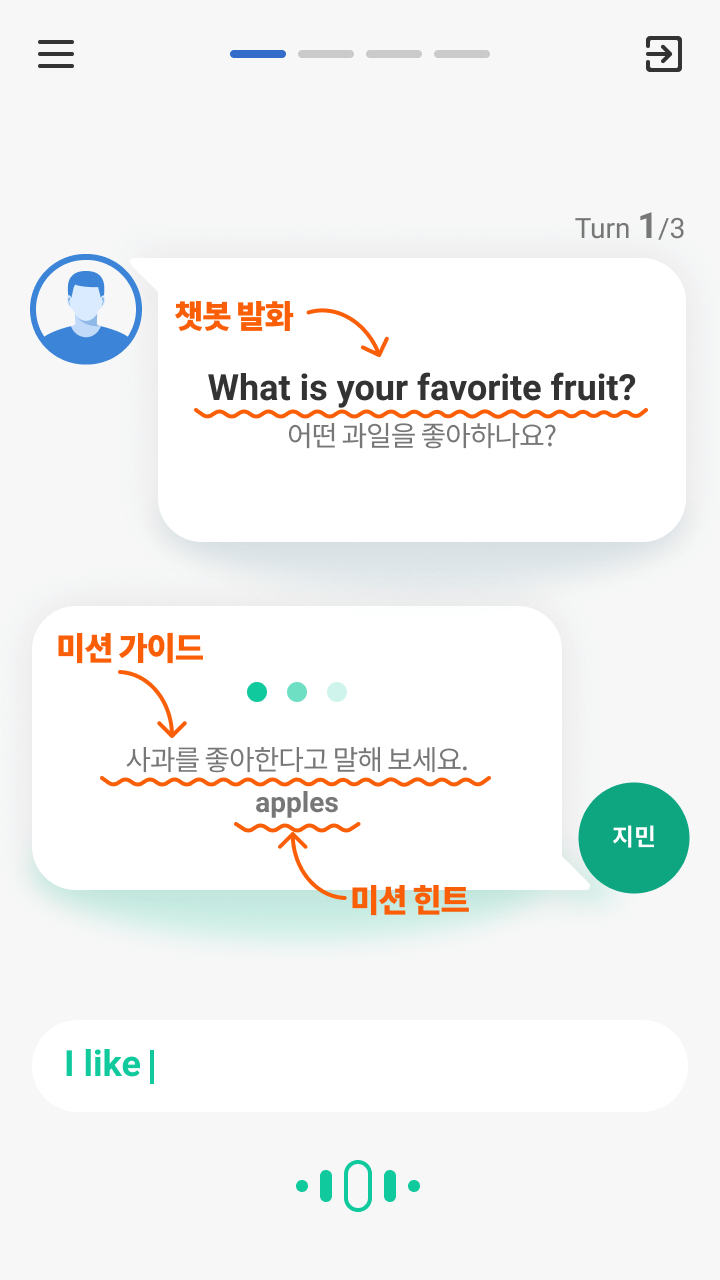 Turn 1/3
챗봇 발화
What is your favorite fruit?
어떤 과일을 좋아하나요?
미션 가이드
사과를 좋아한다고 말해 보세요.
apples
지민
미션 힌트
I like